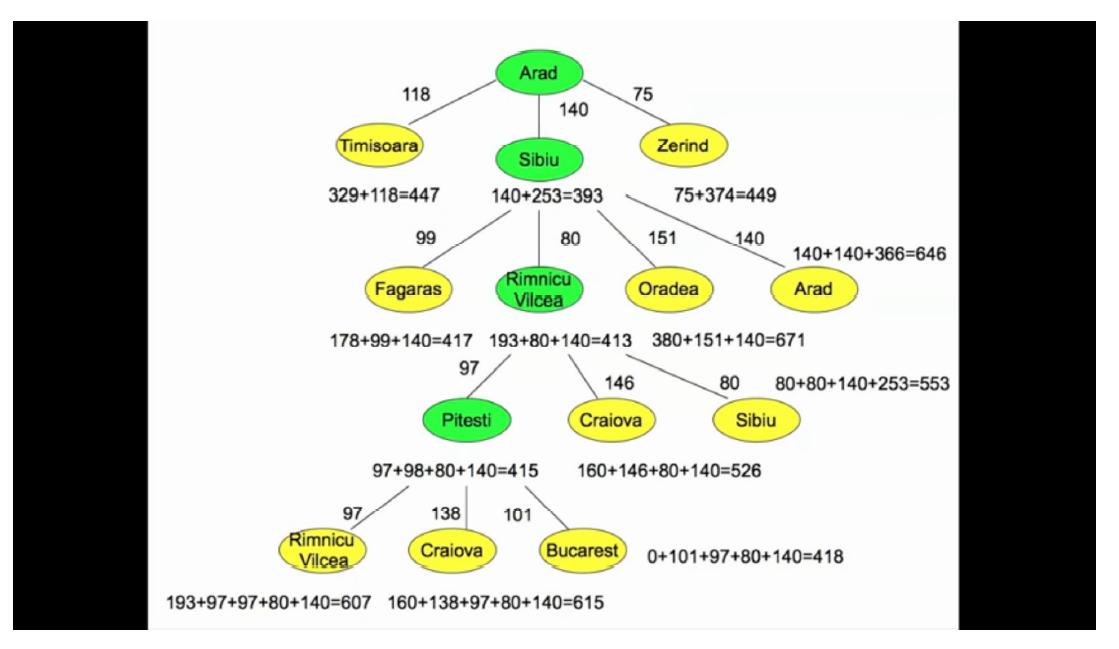 Arad
118
140
75
Timisoara
Sibiu
Zerind
329+118=447
140+253=393
75+374=449
99
80
151
140
140+140+366=646
Fagaras
Rimnicu
Vilcea
Oradea
Arad
178+99+140=417
193+80+140=413
380+151+140=671
97
146
80
80+80+140+253=553
Pitesti
Craiova
Sibiu
97+98+80+140=415
160+146+80+140=526
97
138
101
Rimnicu
Vilcea
Craiova
Bucarest
0+101+97+80+140=418
193+97+97+80+140=607
160+138+97+80+140=615